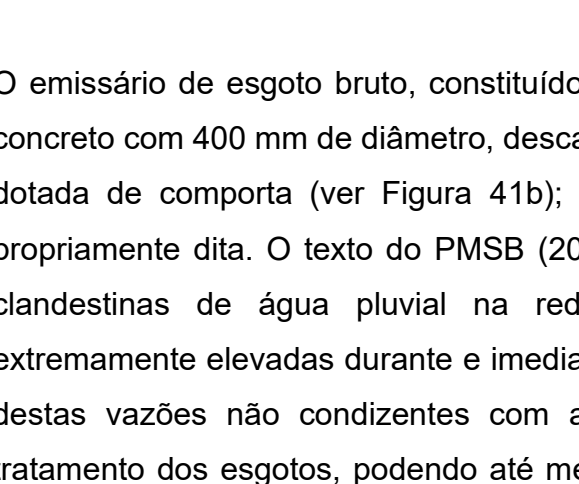 O emissário de esgoto bruto, constituído
concreto com 400 mm de diâmetro, desca
dotada de comporta (ver Figura 41b);
propriamente dita. O texto do PMSB (20
clandestinas de água pluvial na red
extremamente elevadas durante e imedia
destas vazões não condizentes com a
tratamento dos esgotos, podendo até me